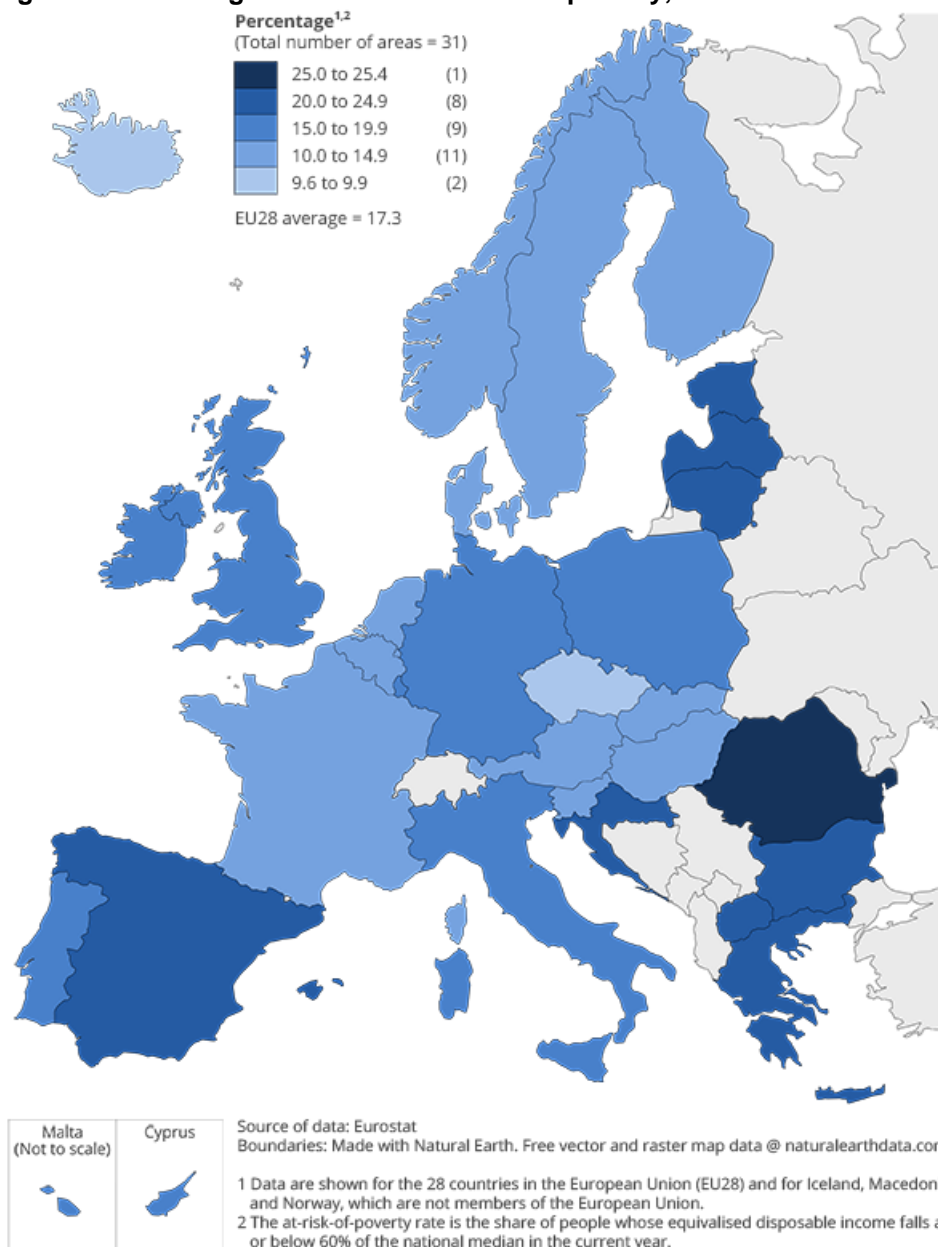 Percentage1,2
(Total number of areas = 31)
25.0 to 25.4 (1)
20.0 to 24.9 (8)
15.0 to 19.9 (9)
10.0 to 14.9 (11)
9.6 to 9.9 (2)
EU28 average = 17.3
Malta
(Not to scale)
Cyprus
Source of data: Eurostat
Boundaries: Made with Natural Earth. Free vector and raster map data @ naturalearthdata.com
1 Data are shown for the 28 countries in the European Union (EU28) and for Iceland, Macedon
and Norway, which are not members of the European Union.
2 The at-risk-of-poverty rate is the share of people whose equivalised disposable income falls
or below 60% of the national median in the current year.